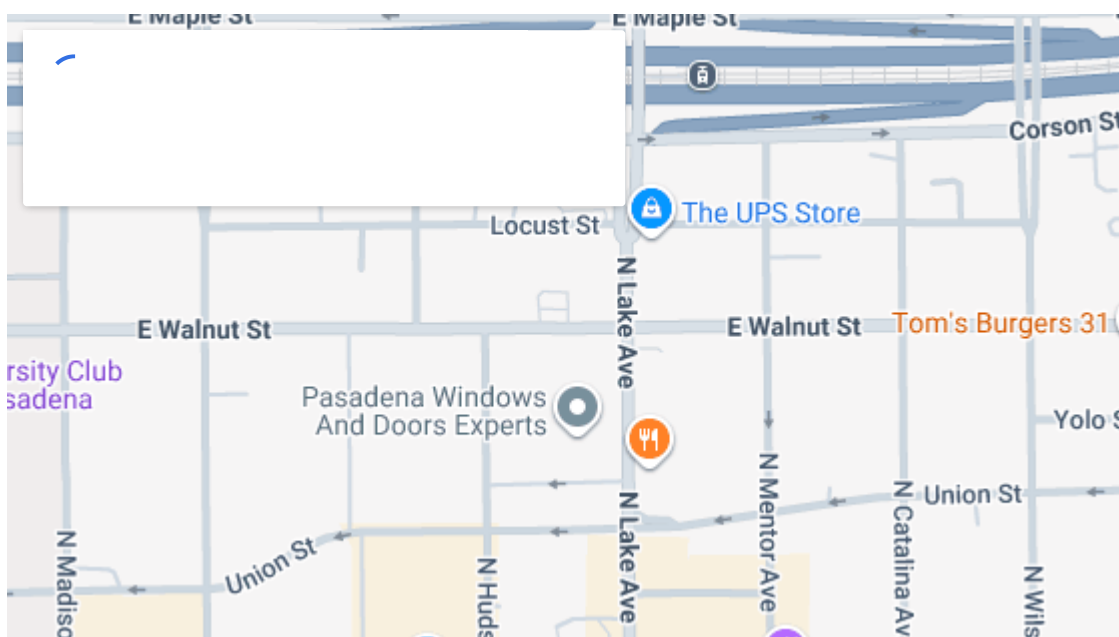 E Maple St
E Maple St
Corson St
The UPS Store
Locust St
N Lake Ave
E Walnut St
E Walnut St
Tom's Burgers 31
rsity Club
sadena
Pasadena Windows
And Doors Experts
Yolo S
N Mentor Ave
N Catalina Av
Union St
N Lake Ave
Union St
N Madiso
N Huds
N Wils